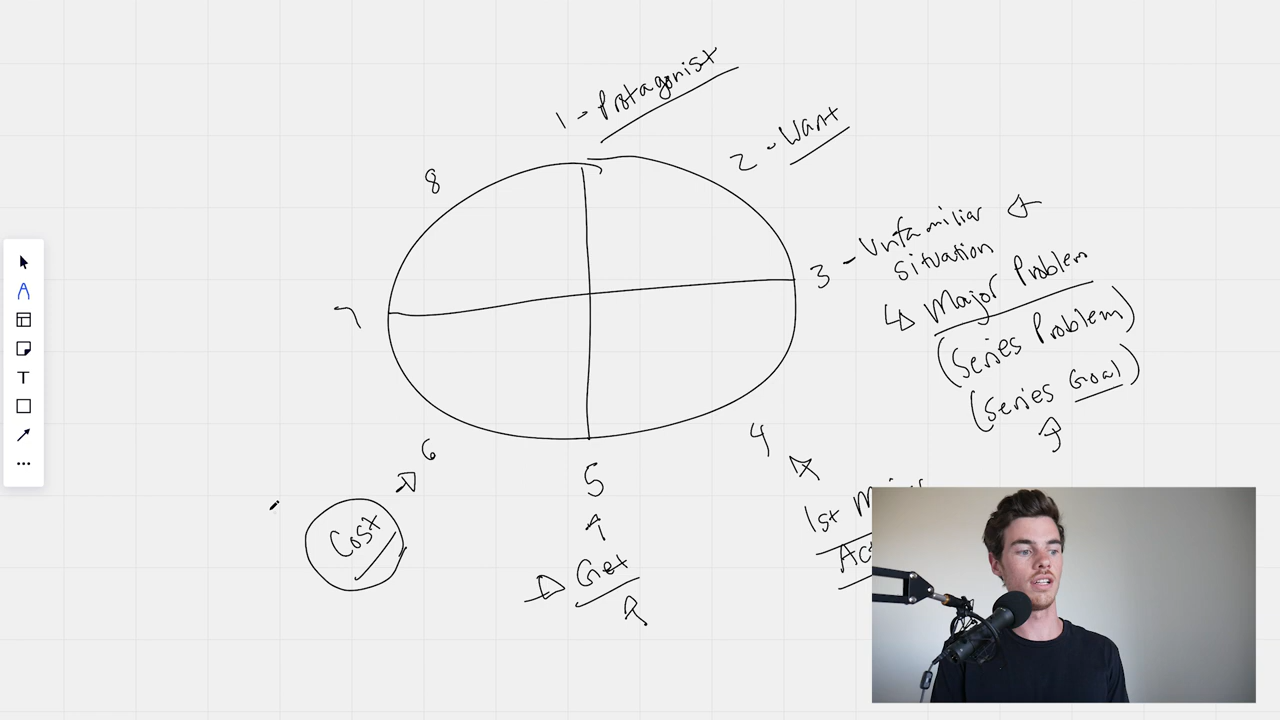 1 - Protagonist
2 - Want
3 - Unfamiliar
situation
Major Problem
(Series Problem)
(Series Goal)
4
1st
5
Get
6
Cost
7
8
T